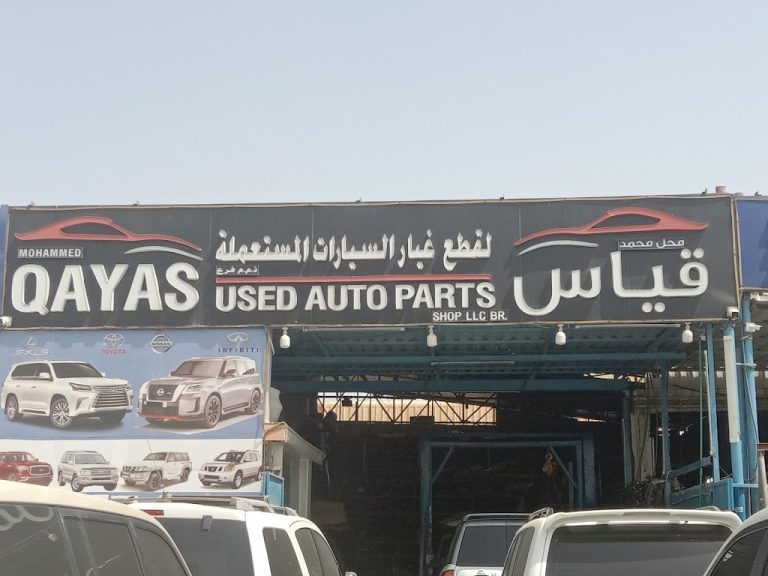 MOHAMMED
QAYAS
لقطع غيار السيارات المستعملة
ذ.م.م فرع
USED AUTO PARTS
SHOP LLC BR.
محل محمد
قياس
LEXUS
TOYOTA
NISSAN
INFINITI